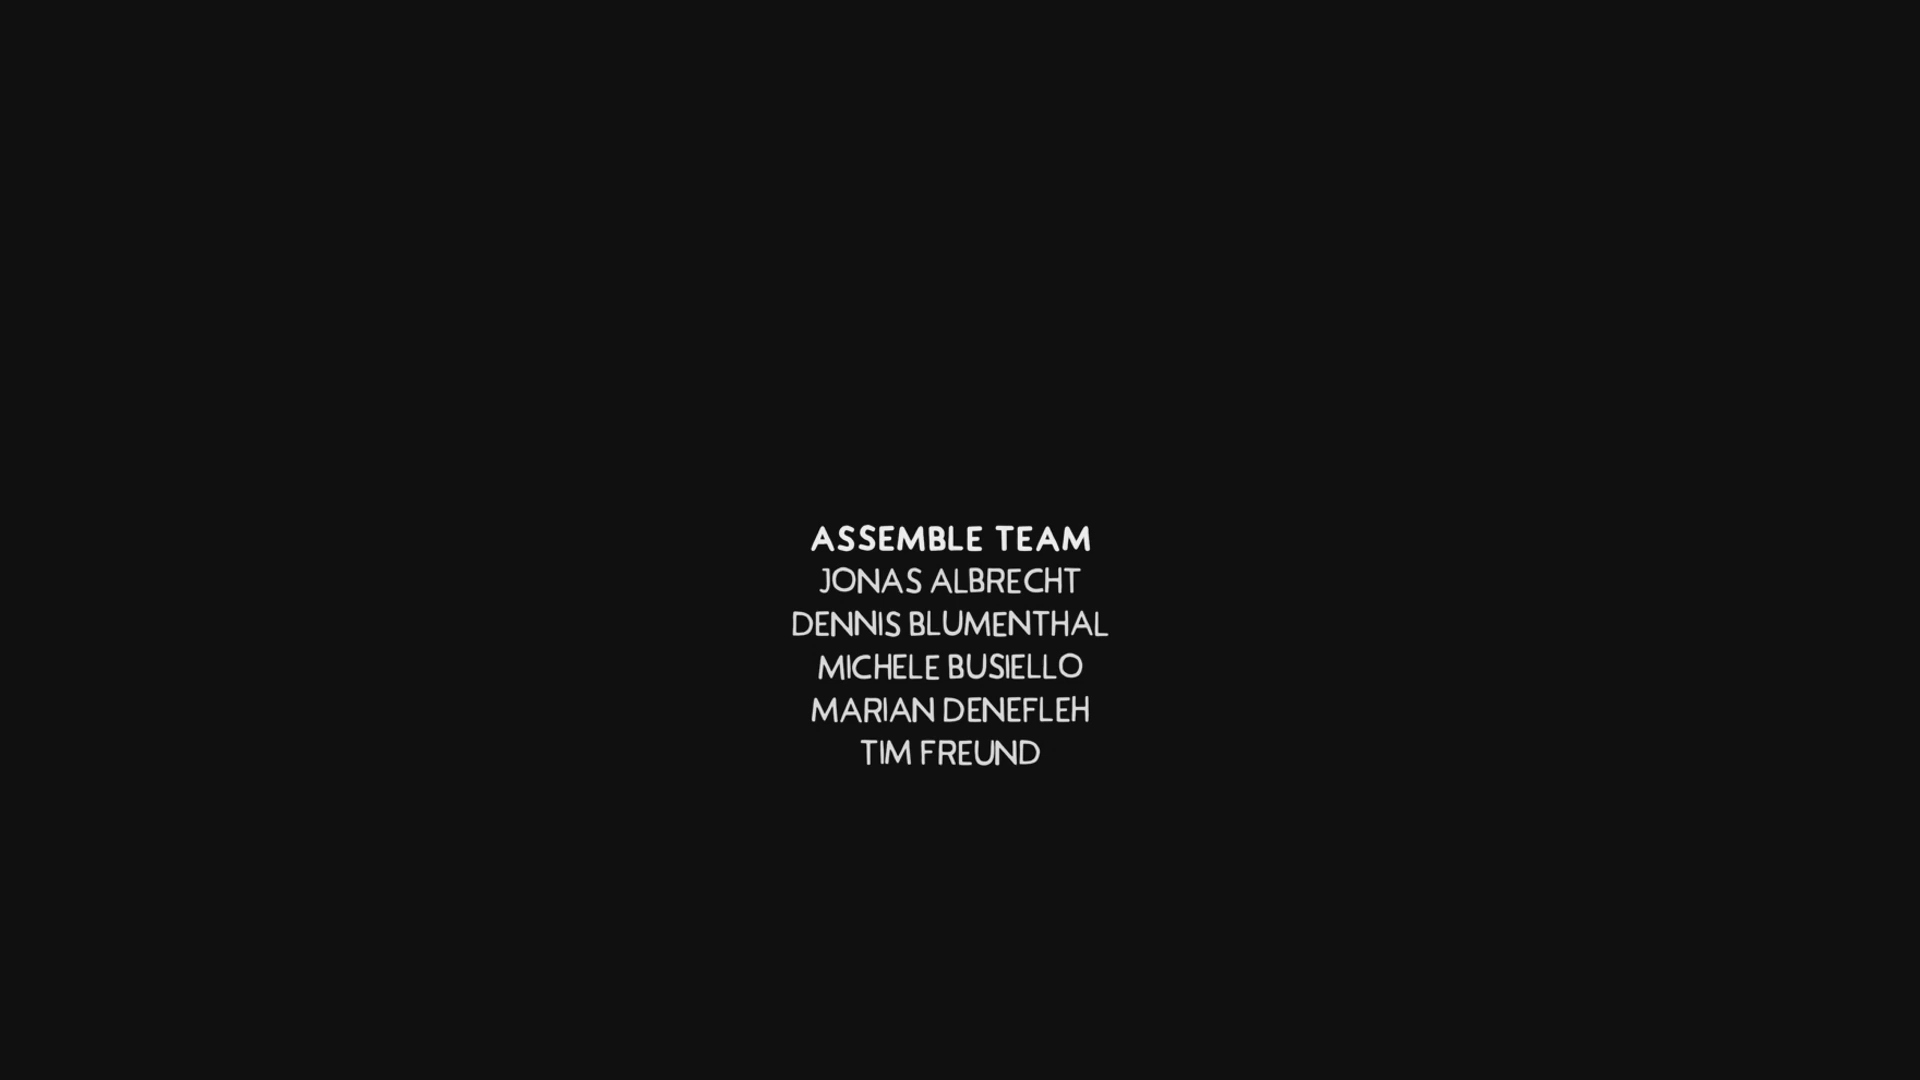 ASSEMBLE TEAM
JONAS ALBRECHT
DENNIS BLUMENTHAL
MICHELE BUSIELLO
MARIAN DENEFLEH
TIM FREUND